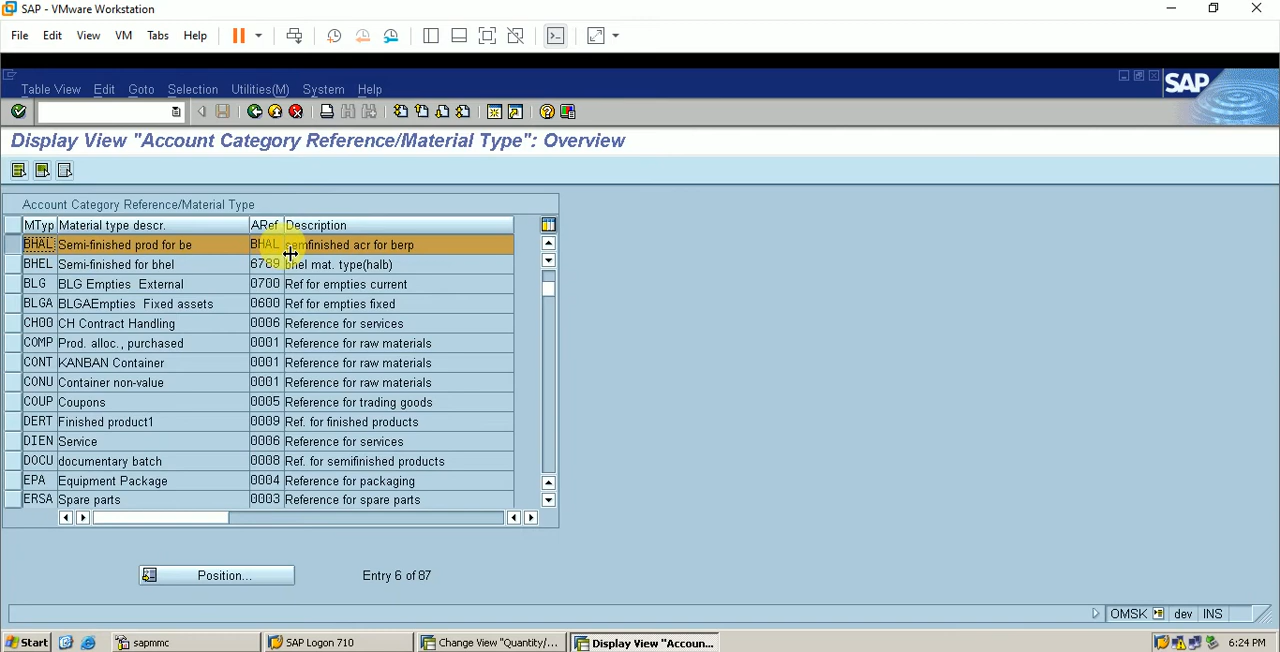 SAP - VMware Workstation
File Edit View VM Tabs Help
Table View Edit Goto Selection Utilities(M) System Help
SAP
Display View "Account Category Reference/Material Type": Overview
Account Category Reference/Material Type
MTyp Material type descr. ARef Description
BHAL Semi-finished prod for be BHAL semfinished acr for berp
BHEL Semi-finished for bhel 6789 bhel mat. type(halb)
BLG BLG Empties External 0700 Ref for empties current
BLGA BLGAEmpties Fixed assets 0600 Ref for empties fixed
CH00 CH Contract Handling 0006 Reference for services
COMP Prod. alloc., purchased 0001 Reference for raw materials
CONT KANBAN Container 0001 Reference for raw materials
CONU Container non-value 0001 Reference for raw materials
COUP Coupons 0005 Reference for trading goods
DERT Finished product1 0009 Ref. for finished products
DIEN Service 0006 Reference for services
DOCU documentary batch 0008 Ref. for semifinished products
EPA Equipment Package 0004 Reference for packaging
ERSA Spare parts 0003 Reference for spare parts
Position... Entry 6 of 87
OMSK dev INS
Start sapmmc SAP Logon 710 Change View "Quantity/... Display View "Accoun... 6:24 PM